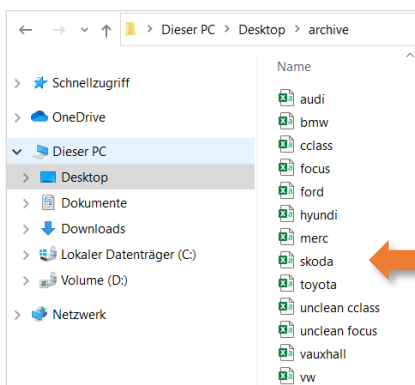 Dieser PC > Desktop > archive
Schnellzugriff
OneDrive
Dieser PC
Desktop
Dokumente
Downloads
Lokaler Datenträger (C:)
Volume (D:)
Netzwerk
Name
audi
bmw
cclass
focus
ford
hyundi
merc
skoda
toyota
unclean cclass
unclean focus
vauxhall
vw